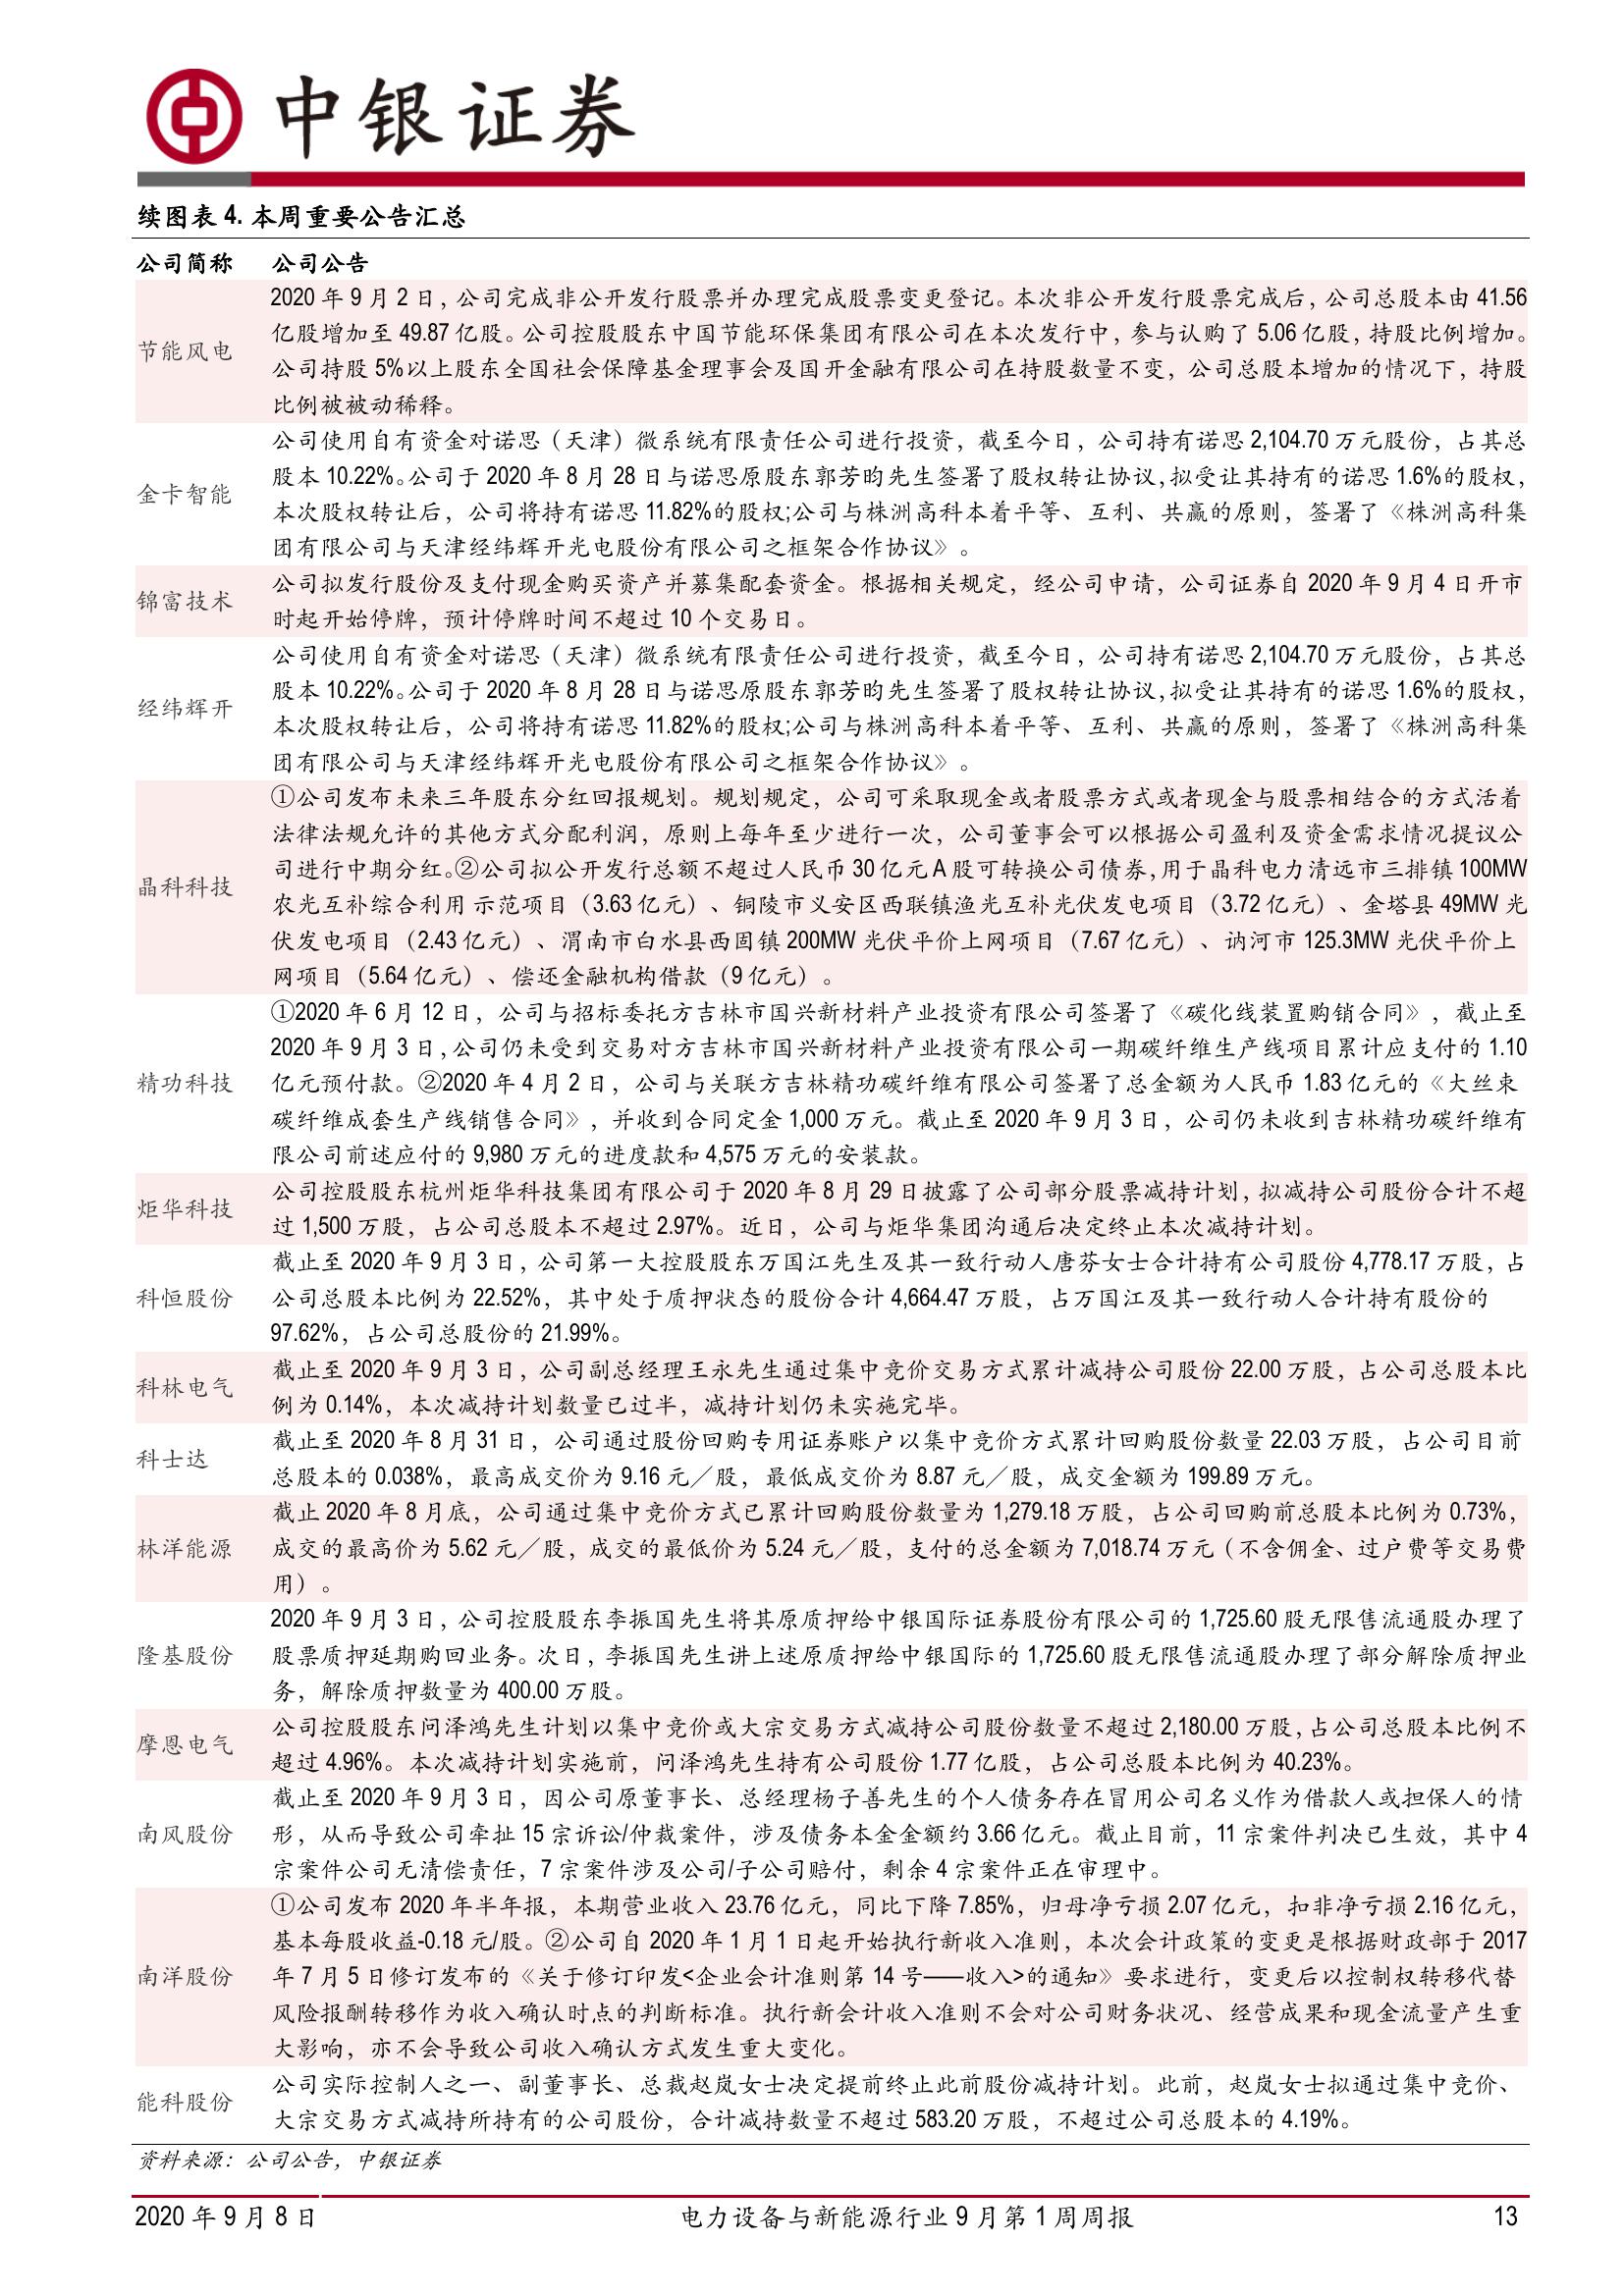 中银证券
续图表 4. 本周重要公告汇总
公司简称 公司公告
节能风电
2020 年 9 月 2 日，公司完成非公开发行股票并办理完成股票变更登记。本次非公开发行股票完成后，公司总股本由 41.56
亿股增加至 49.87 亿股。公司控股股东中国节能环保集团有限公司在本次发行中，参与认购了 5.06 亿股，持股比例增加。
公司持股 5%以上股东全国社会保障基金理事会及国开金融有限公司在持股数量不变，公司总股本增加的情况下，持股
比例被被动稀释。
金卡智能
公司使用自有资金对诺思（天津）微系统有限责任公司进行投资，截至今日，公司持有诺思 2,104.70 万元股份，占其总
股本 10.22%。公司于 2020 年 8 月 28 日与诺思原股东郭芳昀先生签署了股权转让协议，拟受让其持有的诺思 1.6%的股权，
本次股权转让后，公司将持有诺思 11.82%的股权;公司与株洲高科本着平等、互利、共赢的原则，签署了《株洲高科集
团有限公司与天津经纬辉开光电股份有限公司之框架合作协议》。
锦富技术
公司拟发行股份及支付现金购买资产并募集配套资金。根据相关规定，经公司申请，公司证券自 2020 年 9 月 4 日开市
时起开始停牌，预计停牌时间不超过 10 个交易日。
经纬辉开
公司使用自有资金对诺思（天津）微系统有限责任公司进行投资，截至今日，公司持有诺思 2,104.70 万元股份，占其总
股本 10.22%。公司于 2020 年 8 月 28 日与诺思原股东郭芳昀先生签署了股权转让协议，拟受让其持有的诺思 1.6%的股权，
本次股权转让后，公司将持有诺思 11.82%的股权;公司与株洲高科本着平等、互利、共赢的原则，签署了《株洲高科集
团有限公司与天津经纬辉开光电股份有限公司之框架合作协议》。
晶科科技
①公司发布未来三年股东分红回报规划。规划规定，公司可采取现金或者股票方式或者现金与股票相结合的方式活着
法律法规允许的其他方式分配利润，原则上每年至少进行一次，公司董事会可以根据公司盈利及资金需求情况提议公
司进行中期分红。②公司拟公开发行总额不超过人民币 30 亿元 A 股可转换公司债券，用于晶科电力清远市三排镇 100MW
农光互补综合利用 示范项目（3.63 亿元）、铜陵市义安区西联镇渔光互补光伏发电项目（3.72 亿元）、金塔县 49MW 光
伏发电项目（2.43 亿元）、渭南市白水县西固镇 200MW 光伏平价上网项目（7.67 亿元）、讷河市 125.3MW 光伏平价上
网项目（5.64 亿元）、偿还金融机构借款（9 亿元）。
精功科技
①2020 年 6 月 12 日，公司与招标委托方吉林市国兴新材料产业投资有限公司签署了《碳化线装置购销合同》，截止至
2020 年 9 月 3 日，公司仍未受到交易对方吉林市国兴新材料产业投资有限公司一期碳纤维生产线项目累计应支付的 1.10
亿元预付款。②2020 年 4 月 2 日，公司与关联方吉林精功碳纤维有限公司签署了总金额为人民币 1.83 亿元的《大丝束
碳纤维成套生产线销售合同》，并收到合同定金 1,000 万元。截止至 2020 年 9 月 3 日，公司仍未收到吉林精功碳纤维有
限公司前述应付的 9,980 万元的进度款和 4,575 万元的安装款。
炬华科技
公司控股股东杭州炬华科技集团有限公司于 2020 年 8 月 29 日披露了公司部分股票减持计划，拟减持公司股份合计不超
过 1,500 万股，占公司总股本不超过 2.97%。近日，公司与炬华集团沟通后决定终止本次减持计划。
科恒股份
截止至 2020 年 9 月 3 日，公司第一大控股股东万国江先生及其一致行动人唐芬女士合计持有公司股份 4,778.17 万股，占
公司总股本比例为 22.52%，其中处于质押状态的股份合计 4,664.47 万股，占万国江及其一致行动人合计持有股份的
97.62%，占公司总股份的 21.99%。
科林电气
截止至 2020 年 9 月 3 日，公司副总经理王永先生通过集中竞价交易方式累计减持公司股份 22.00 万股，占公司总股本比
例为 0.14%，本次减持计划数量已过半，减持计划仍未实施完毕。
科士达
截止至 2020 年 8 月 31 日，公司通过股份回购专用证券账户以集中竞价方式累计回购股份数量 22.03 万股，占公司目前
总股本的 0.038%，最高成交价为 9.16 元／股，最低成交价为 8.87 元／股，成交金额为 199.89 万元。
林洋能源
截止 2020 年 8 月底，公司通过集中竞价方式已累计回购股份数量为 1,279.18 万股，占公司回购前总股本比例为 0.73%，
成交的最高价为 5.62 元／股，成交的最低价为 5.24 元／股，支付的总金额为 7,018.74 万元（不含佣金、过户费等交易费
用）。
隆基股份
2020 年 9 月 3 日，公司控股股东李振国先生将其原质押给中银国际证券股份有限公司的 1,725.60 股无限售流通股办理了
股票质押延期购回业务。次日，李振国先生讲上述原质押给中银国际的 1,725.60 股无限售流通股办理了部分解除质押业
务，解除质押数量为 400.00 万股。
摩恩电气
公司控股股东问泽鸿先生计划以集中竞价或大宗交易方式减持公司股份数量不超过 2,180.00 万股，占公司总股本比例不
超过 4.96%。本次减持计划实施前，问泽鸿先生持有公司股份 1.77 亿股，占公司总股本比例为 40.23%。
南风股份
截止至 2020 年 9 月 3 日，因公司原董事长、总经理杨子善先生的个人债务存在冒用公司名义作为借款人或担保人的情
形，从而导致公司牵扯 15 宗诉讼/仲裁案件，涉及债务本金金额约 3.66 亿元。截止目前，11 宗案件判决已生效，其中 4
宗案件公司无清偿责任，7 宗案件涉及公司/子公司赔付，剩余 4 宗案件正在审理中。
南洋股份
①公司发布 2020 年半年报，本期营业收入 23.76 亿元，同比下降 7.85%，归母净亏损 2.07 亿元，扣非净亏损 2.16 亿元，
基本每股收益-0.18 元/股。②公司自 2020 年 1 月 1 日起开始执行新收入准则，本次会计政策的变更是根据财政部于 2017
年 7 月 5 日修订发布的《关于修订印发<企业会计准则第 14 号——收入>的通知》要求进行，变更后以控制权转移代替
风险报酬转移作为收入确认时点的判断标准。执行新会计收入准则不会对公司财务状况、经营成果和现金流量产生重
大影响，亦不会导致公司收入确认方式发生重大变化。
能科股份
公司实际控制人之一、副董事长、总裁赵岚女士决定提前终止此前股份减持计划。此前，赵岚女士拟通过集中竞价、
大宗交易方式减持所持有的公司股份，合计减持数量不超过 583.20 万股，不超过公司总股本的 4.19%。
资料来源：公司公告，中银证券
2020 年 9 月 8 日 电力设备与新能源行业 9 月第 1 周周报 13